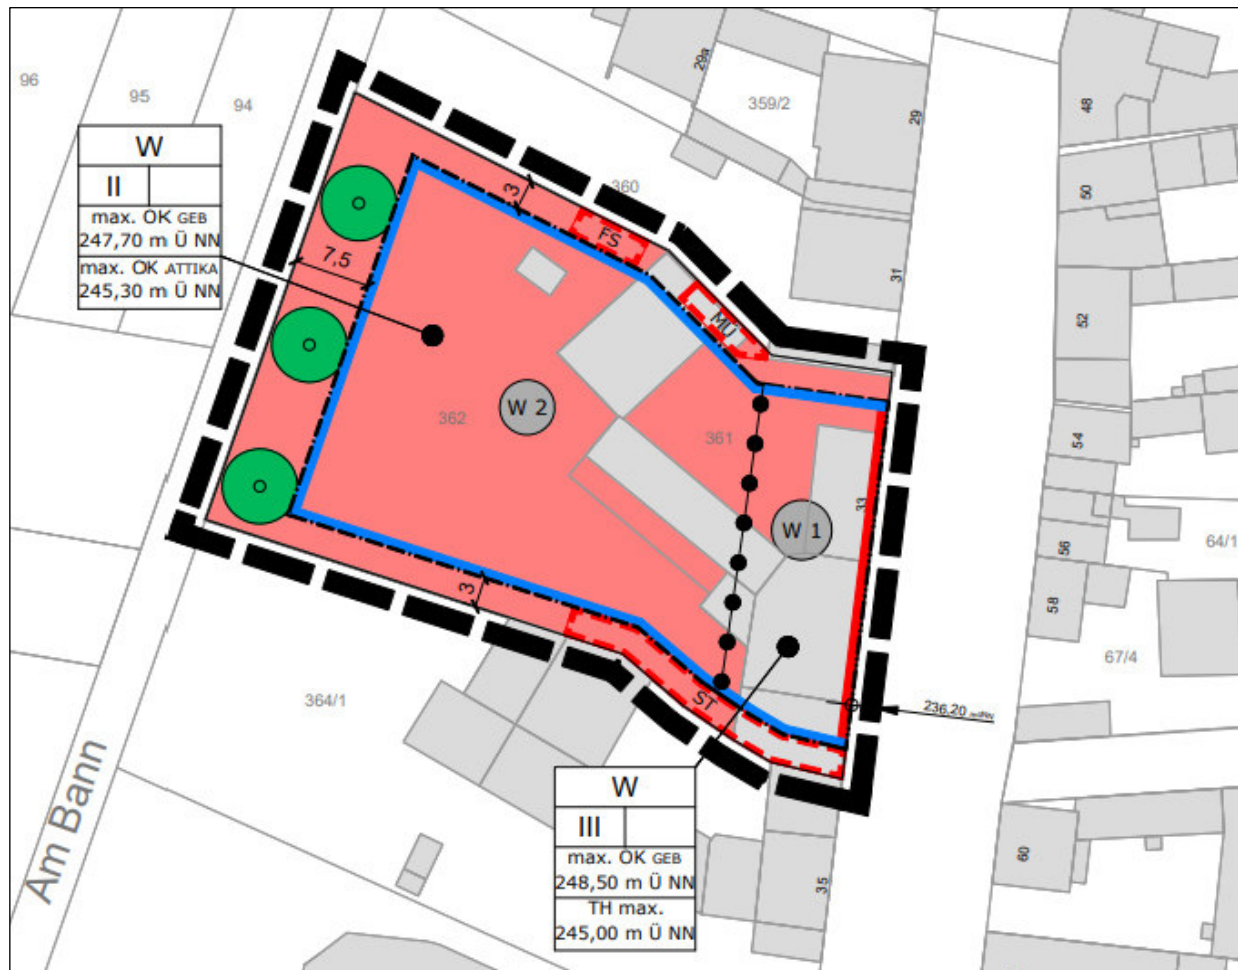 96
95
94
29a
359/2
29
48
W
II
max. OK GEB
247,70 m Ü NN
max. OK ATTIKA
245,30 m Ü NN
3
360
50
FS
7,5
31
MÜ
52
W 2
362
361
54
33
W 1
56
64/1
58
3
67/4
364/1
ST
236,20
Am Bann
W
III
max. OK GEB
248,50 m Ü NN
TH max.
245,00 m Ü NN
60
35